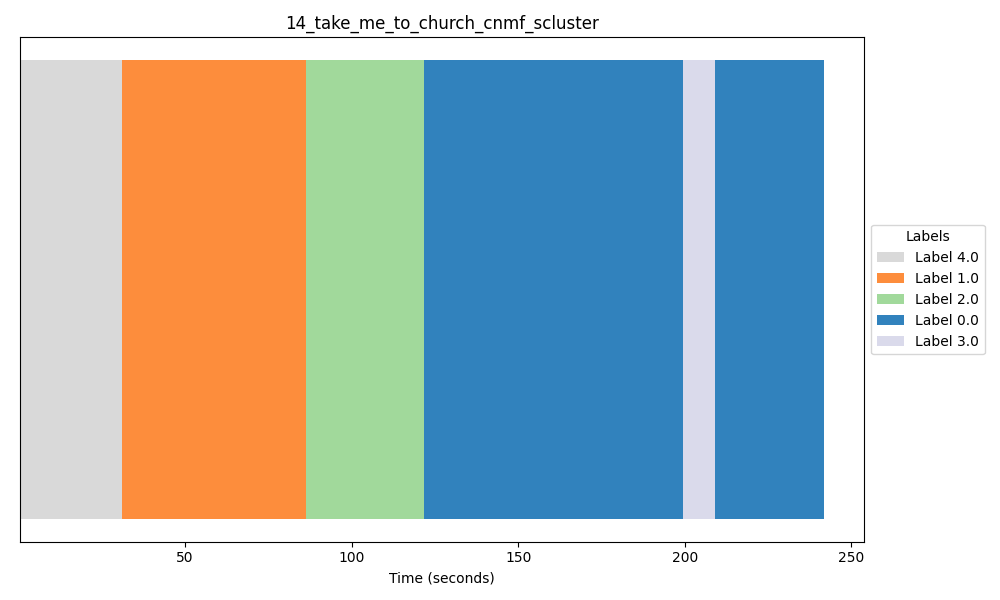 14_take_me_to_church_cnmf_scluster
Labels
Label 4.0
Label 1.0
Label 2.0
Label 0.0
Label 3.0
50 100 150 200 250
Time (seconds)